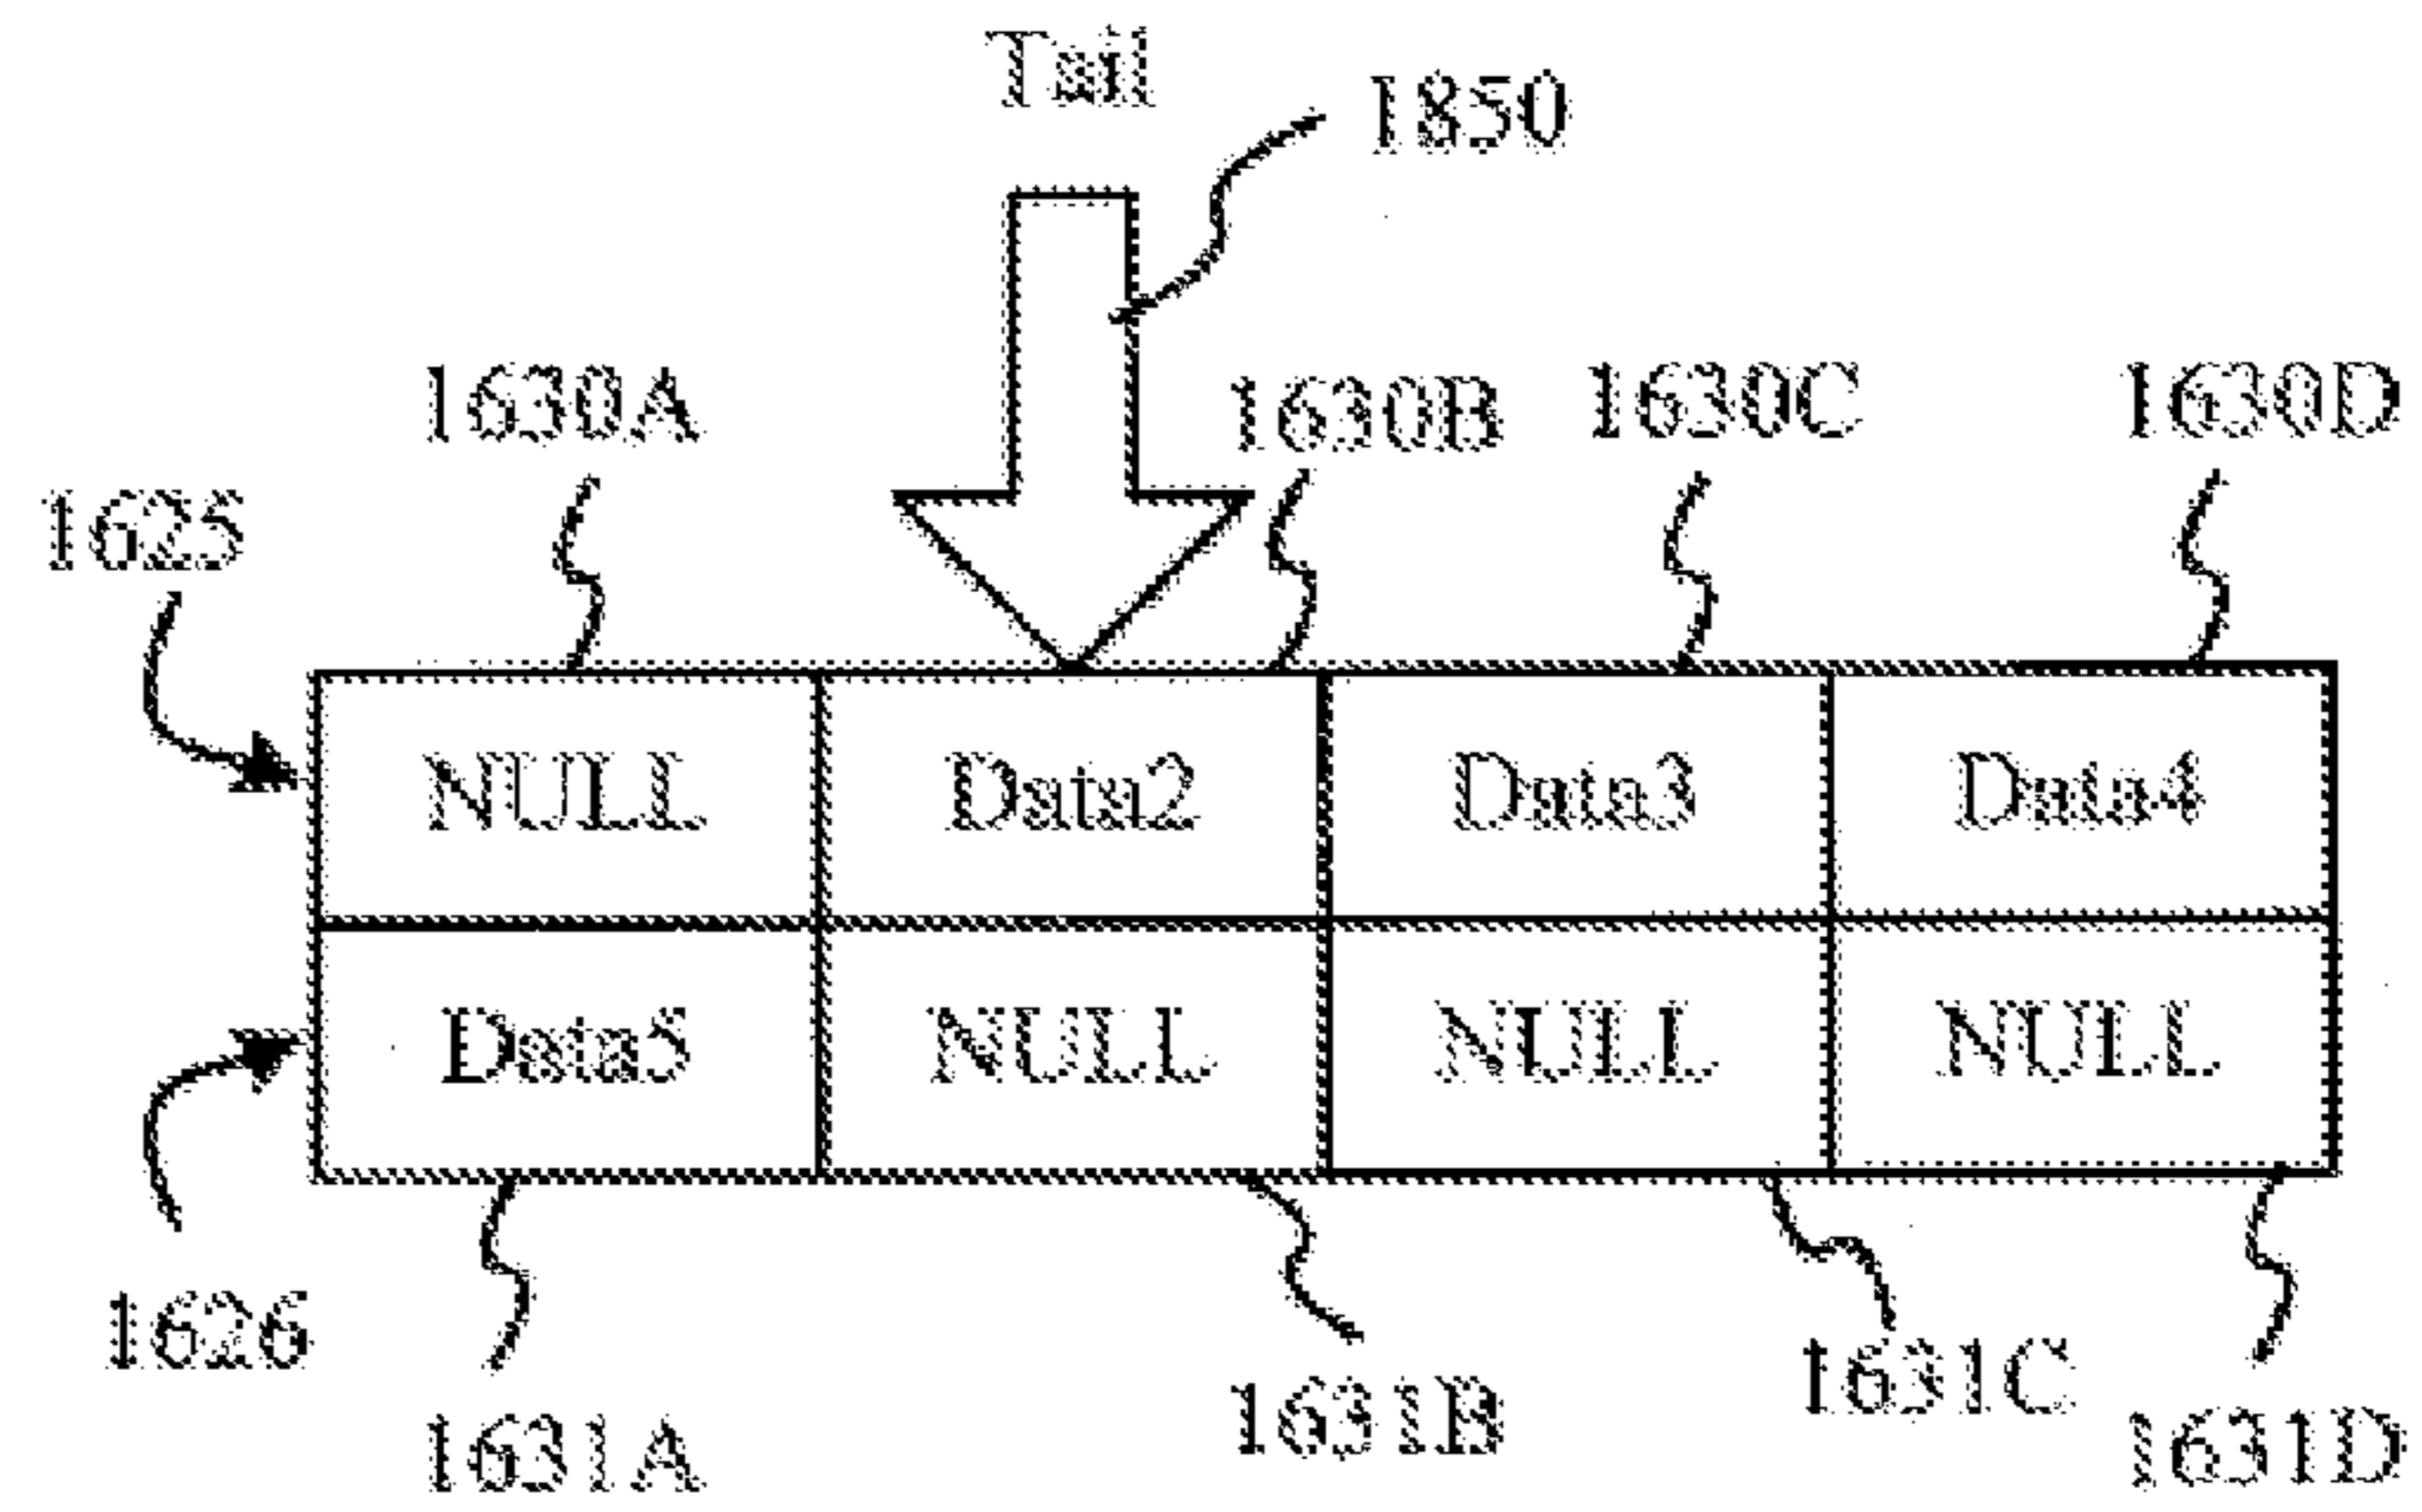 Tail
1850
1630A
1630B
1630C
1630D
1625
NULL Data2 Data3 Data4
Data5 NULL NULL NULL
1626
1631A
1631B
1631C
1631D